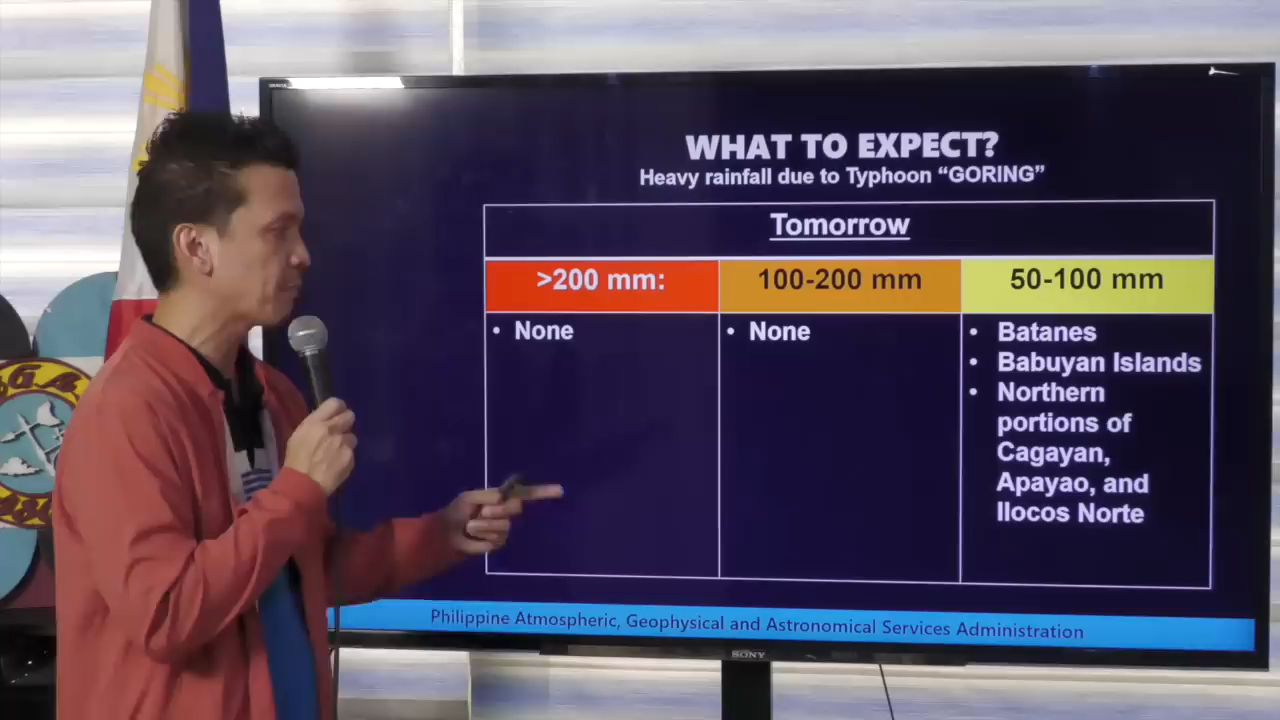 WHAT TO EXPECT?
Heavy rainfall due to Typhoon “GORING”
Tomorrow
>200 mm:
100-200 mm
50-100 mm
• None
• None
• Batanes
• Babuyan Islands
• Northern
portions of
Cagayan,
Apayao, and
Ilocos Norte
Philippine Atmospheric, Geophysical and Astronomical Services Administration
SONY